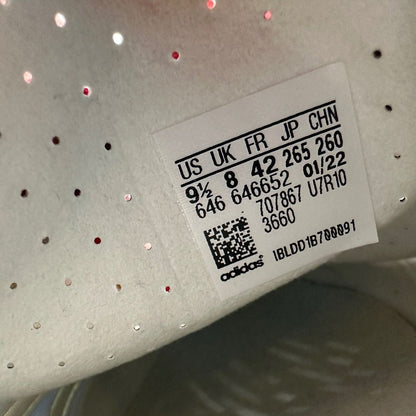 US UK FR JP CHN
9½ 8 42 265 260
646 646652 01/22
707867 U7R10
3660
adidas
IBLDD1B700091